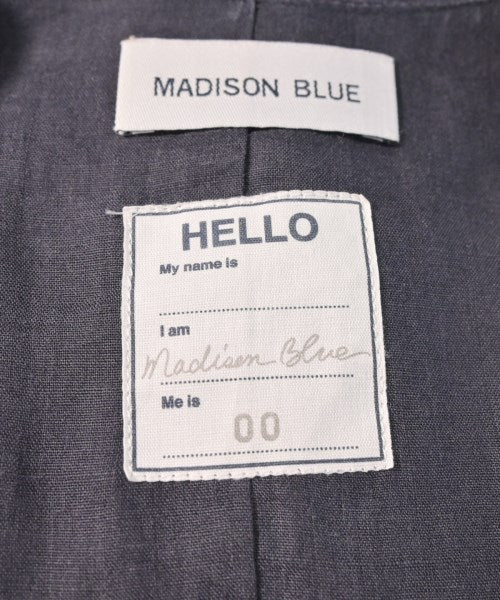 MADISON BLUE
HELLO
My name is
I am
Madison Blue
Me is
00